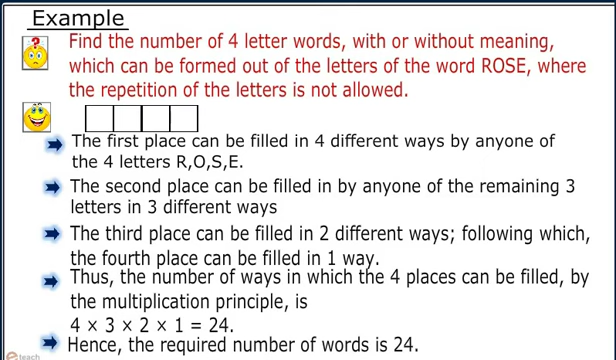 Example
Find the number of 4 letter words, with or without meaning,
which can be formed out of the letters of the word ROSE, where
the repetition of the letters is not allowed.
The first place can be filled in 4 different ways by anyone of
the 4 letters R,O,S,E.
The second place can be filled in by anyone of the remaining 3
letters in 3 different ways
The third place can be filled in 2 different ways; following which,
the fourth place can be filled in 1 way.
Thus, the number of ways in which the 4 places can be filled, by
the multiplication principle, is
4 × 3 × 2 × 1 = 24.
Hence, the required number of words is 24.
e teach